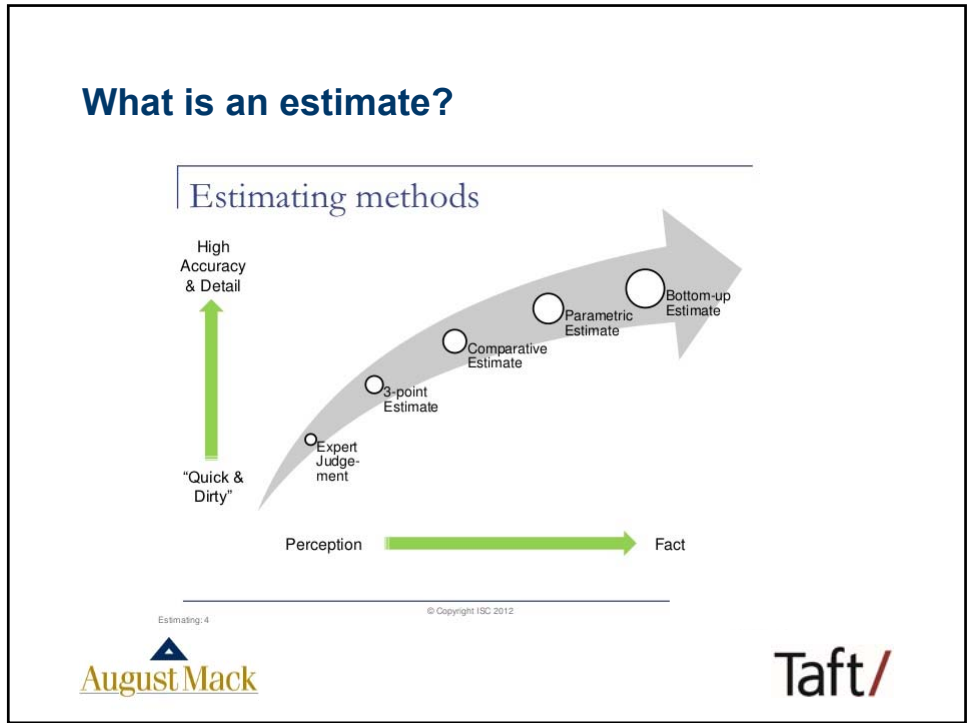 What is an estimate?
Estimating methods
High
Accuracy
& Detail
Bottom-up
Estimate
Parametric
Estimate
Comparative
Estimate
3-point
Estimate
Expert
Judge-
ment
“Quick &
Dirty”
Perception
Fact
© Copyright ISC 2012
Estimating: 4
August Mack
Taft/